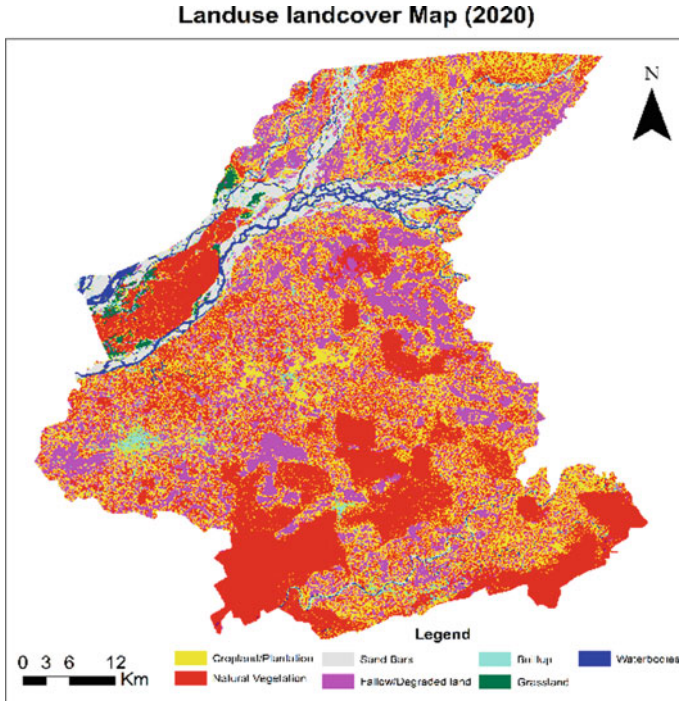 Landuse landcover Map (2020)
N
Legend
Cropland/Plantation Sand Bars Builtup Waterbodies
Natural Vegetation Fallow/Degraded land Grassland
0 3 6 12
Km